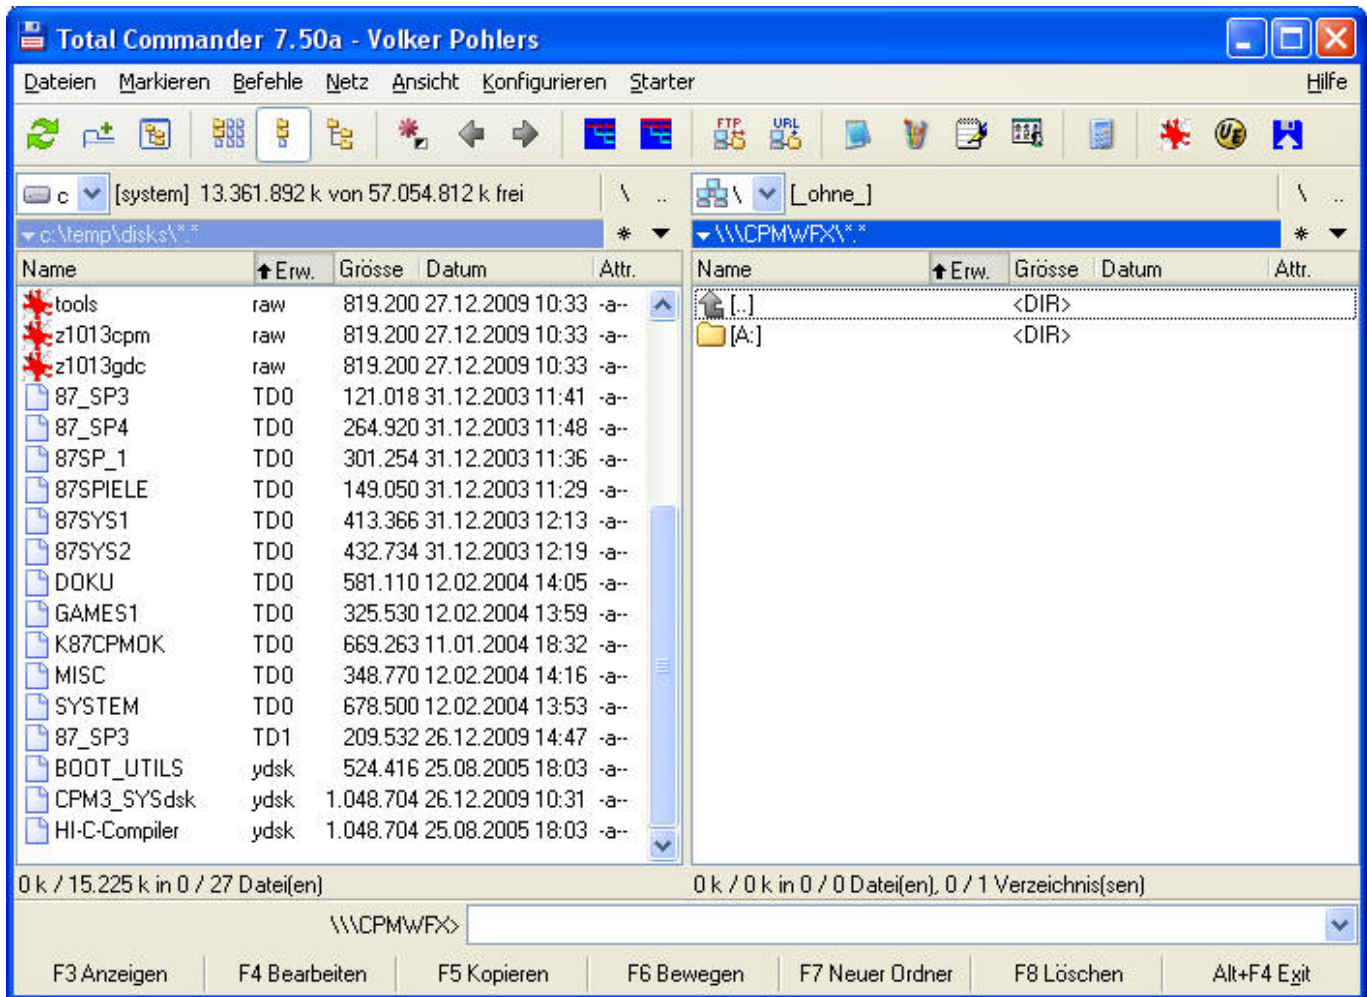 Total Commander 7.50a - Volker Pohlers
Dateien Markieren Befehle Netz Ansicht Konfigurieren Starter Hilfe
FTP URL UE
c [system] 13.361.892 k von 57.054.812 k frei \ .. \ [_ohne_] \ ..
c:\temp\disks\*.* * \\\CPMWFX\*.* *
Name Erw. Grösse Datum Attr. Name Erw. Grösse Datum Attr.
tools raw 819.200 27.12.2009 10:33 -a-- [..] <DIR>
z1013cpm raw 819.200 27.12.2009 10:33 -a-- [A:] <DIR>
z1013gdc raw 819.200 27.12.2009 10:33 -a--
87_SP3 TD0 121.018 31.12.2003 11:41 -a--
87_SP4 TD0 264.920 31.12.2003 11:48 -a--
87SP_1 TD0 301.254 31.12.2003 11:36 -a--
87SPIELE TD0 149.050 31.12.2003 11:29 -a--
87SYS1 TD0 413.366 31.12.2003 12:13 -a--
87SYS2 TD0 432.734 31.12.2003 12:19 -a--
DOKU TD0 581.110 12.02.2004 14:05 -a--
GAMES1 TD0 325.530 12.02.2004 13:59 -a--
K87CPMOK TD0 669.263 11.01.2004 18:32 -a--
MISC TD0 348.770 12.02.2004 14:16 -a--
SYSTEM TD0 678.500 12.02.2004 13:53 -a--
87_SP3 TD1 209.532 26.12.2009 14:47 -a--
BOOT_UTILS ydsk 524.416 25.08.2005 18:03 -a--
CPM3_SYSdsk ydsk 1.048.704 26.12.2009 10:31 -a--
HI-C-Compiler ydsk 1.048.704 25.08.2005 18:03 -a--
0 k / 15.225 k in 0 / 27 Datei(en) 0 k / 0 k in 0 / 0 Datei(en), 0 / 1 Verzeichnis(sen)
\\\CPMWFX>
F3 Anzeigen F4 Bearbeiten F5 Kopieren F6 Bewegen F7 Neuer Ordner F8 Löschen Alt+F4 Exit